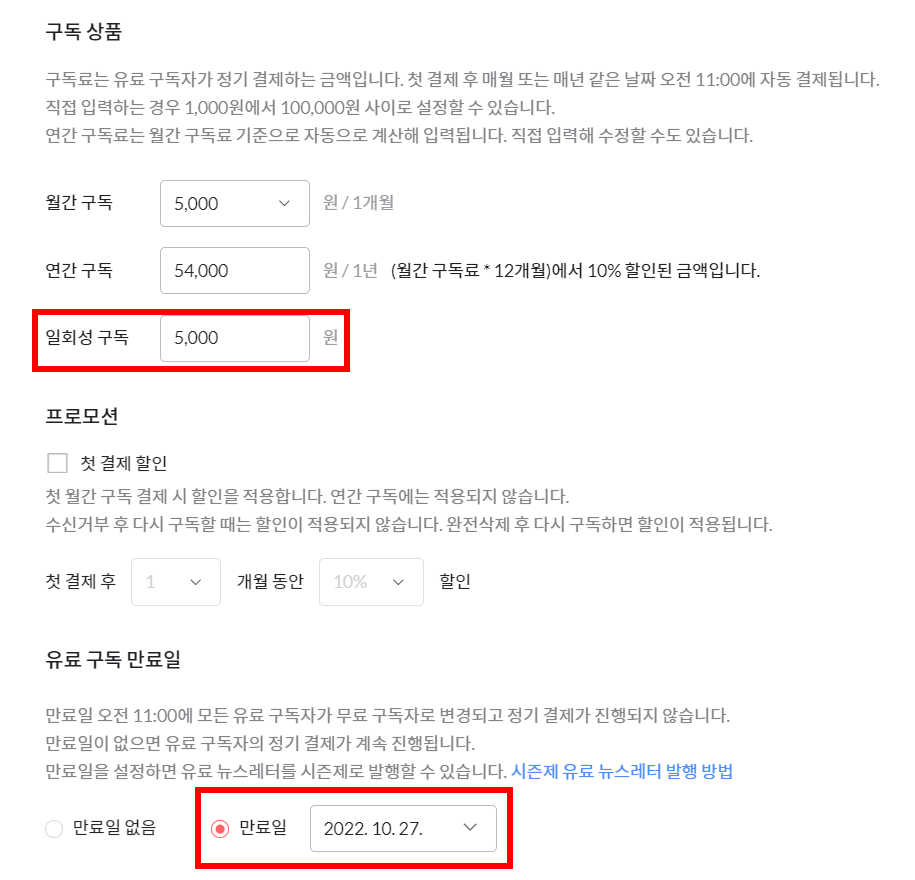 구독 상품
구독료는 유료 구독자가 정기 결제하는 금액입니다. 첫 결제 후 매월 또는 매년 같은 날짜 오전 11:00에 자동 결제됩니다.
직접 입력하는 경우 1,000원에서 100,000원 사이로 설정할 수 있습니다.
연간 구독료는 월간 구독료 기준으로 자동으로 계산해 입력됩니다. 직접 입력해 수정할 수도 있습니다.
월간 구독 5,000 원 / 1개월
연간 구독 54,000 원 / 1년 (월간 구독료 * 12개월)에서 10% 할인된 금액입니다.
일회성 구독 5,000 원
프로모션
첫 결제 할인
첫 월간 구독 결제 시 할인을 적용합니다. 연간 구독에는 적용되지 않습니다.
수신거부 후 다시 구독할 때는 할인이 적용되지 않습니다. 완전삭제 후 다시 구독하면 할인이 적용됩니다.
첫 결제 후 1 개월 동안 10% 할인
유료 구독 만료일
만료일 오전 11:00에 모든 유료 구독자가 무료 구독자로 변경되고 정기 결제가 진행되지 않습니다.
만료일이 없으면 유료 구독자의 정기 결제가 계속 진행됩니다.
만료일을 설정하면 유료 뉴스레터를 시즌제로 발행할 수 있습니다. 시즌제 유료 뉴스레터 발행 방법
만료일 없음 만료일 2022. 10. 27.